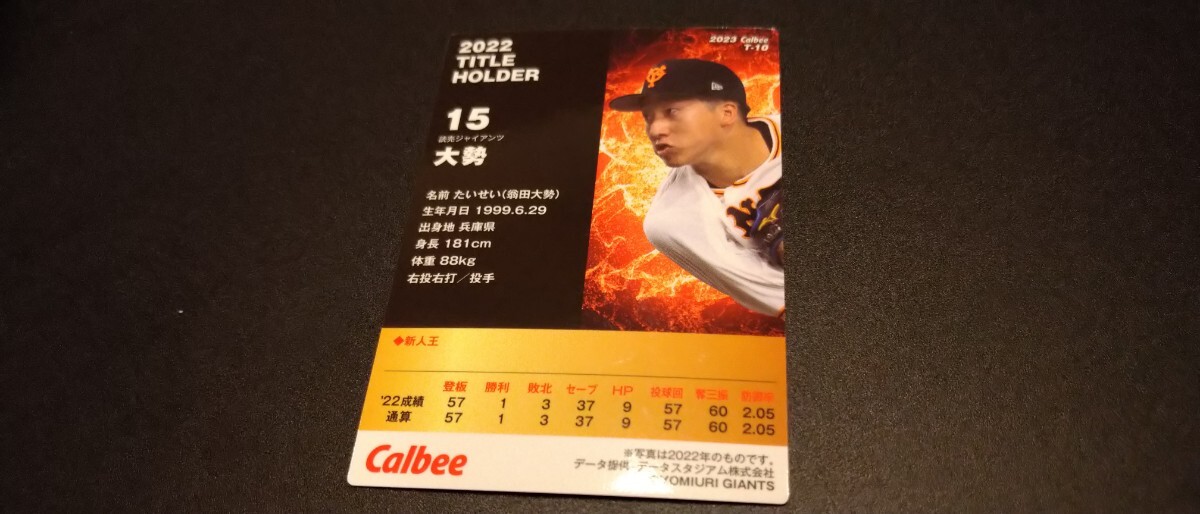 2022
TITLE
HOLDER
2023 Calbee
T-10
15
読売ジャイアンツ
大勢
名前 たいせい(翁田大勢)
生年月日 1999.6.29
出身地 兵庫県
身長 181cm
体重 88kg
右投右打/投手
◆新人王
登板 勝利 敗北 セーブ HP 投球回 奪三振 防御率
'22成績 57 1 3 37 9 57 60 2.05
通算 57 1 3 37 9 57 60 2.05
Calbee
※写真は2022年のものです。
データ提供 データスタジアム株式会社
YOMIURI GIANTS